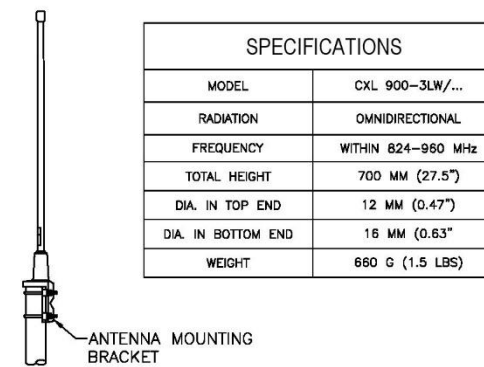 SPECIFICATIONS
MODEL CXL 900-3LW/...
RADIATION OMNIDIRECTIONAL
FREQUENCY WITHIN 824-960 MHz
TOTAL HEIGHT 700 MM (27.5")
DIA. IN TOP END 12 MM (0.47")
DIA. IN BOTTOM END 16 MM (0.63"
WEIGHT 660 G (1.5 LBS)
ANTENNA MOUNTING
BRACKET